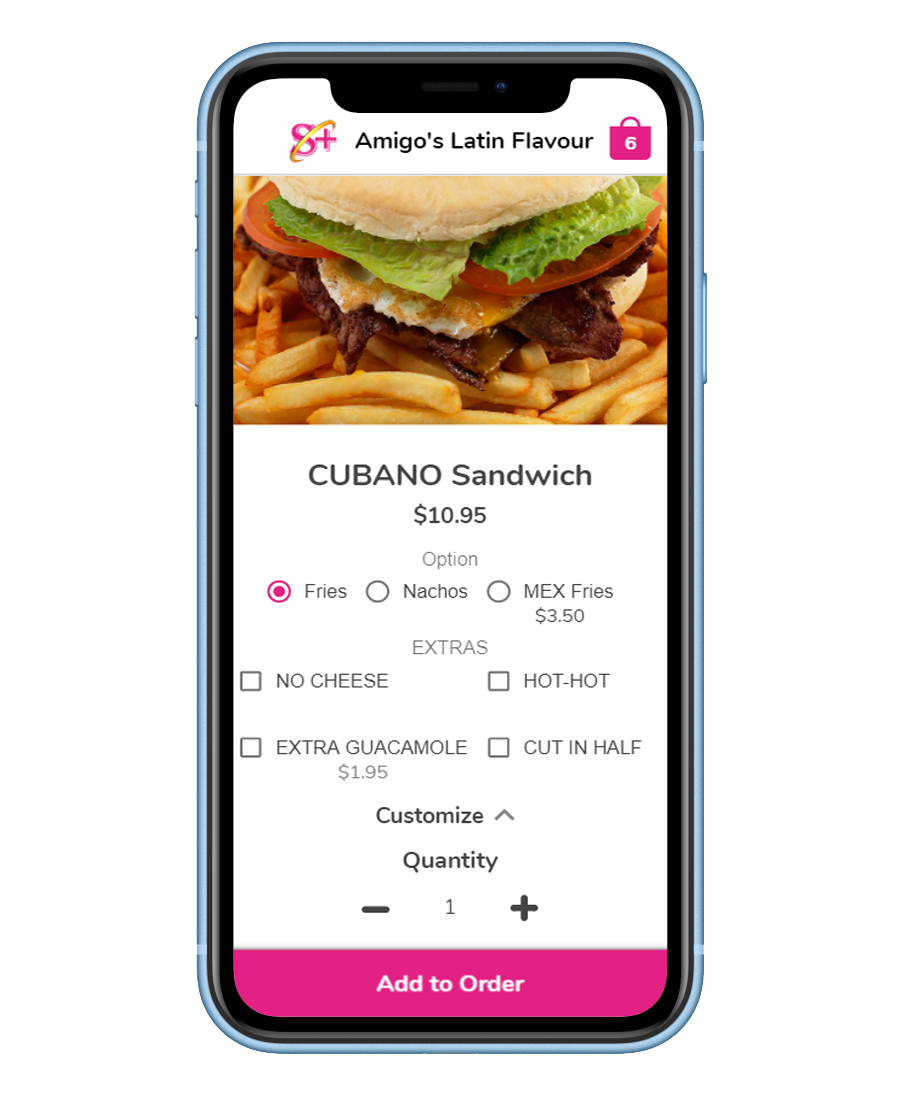 S+ Amigo's Latin Flavour 6
CUBANO Sandwich
$10.95
Option
Fries Nachos MEX Fries
$3.50
EXTRAS
NO CHEESE HOT-HOT
EXTRA GUACAMOLE CUT IN HALF
$1.95
Customize
Quantity
1
Add to Order